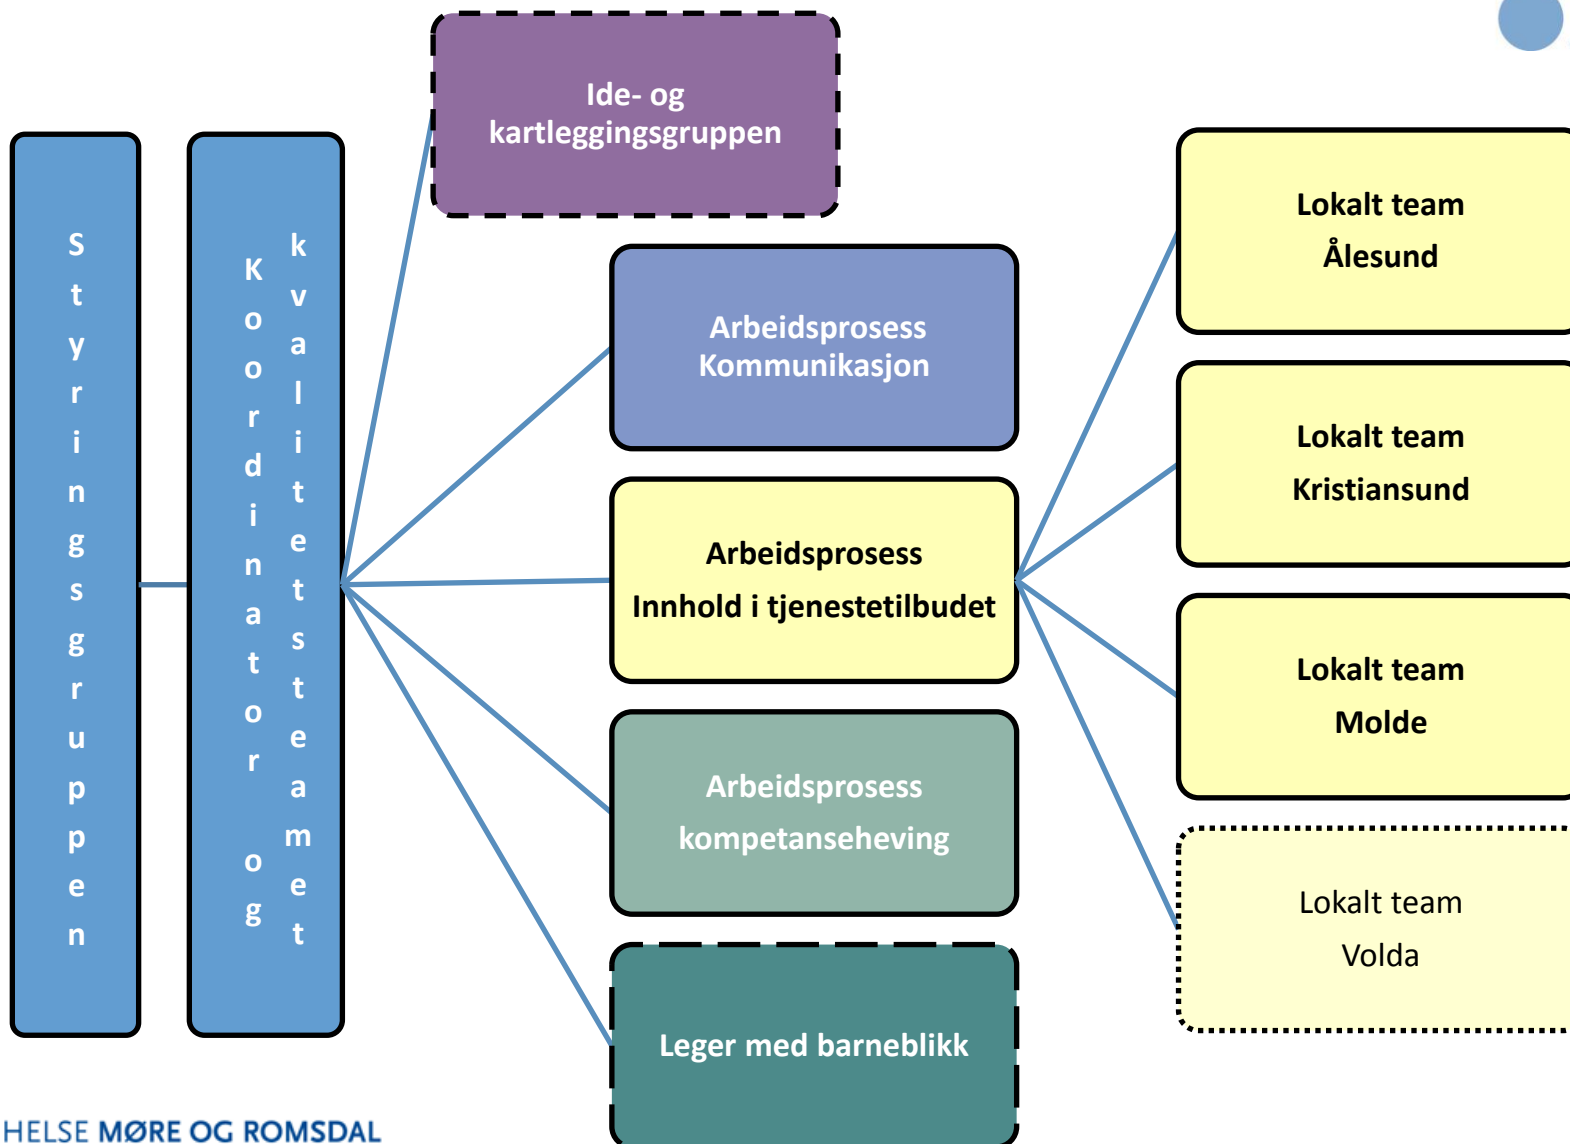 Styringsgruppen
Koordinator og
kvalitetsteamet
Ide- og
kartleggingsgruppen
Arbeidsprosess
Kommunikasjon
Arbeidsprosess
Innhold i tjenestetilbudet
Arbeidsprosess
kompetanseheving
Leger med barneblikk
Lokalt team
Ålesund
Lokalt team
Kristiansund
Lokalt team
Molde
Lokalt team
Volda
HELSE MØRE OG ROMSDAL